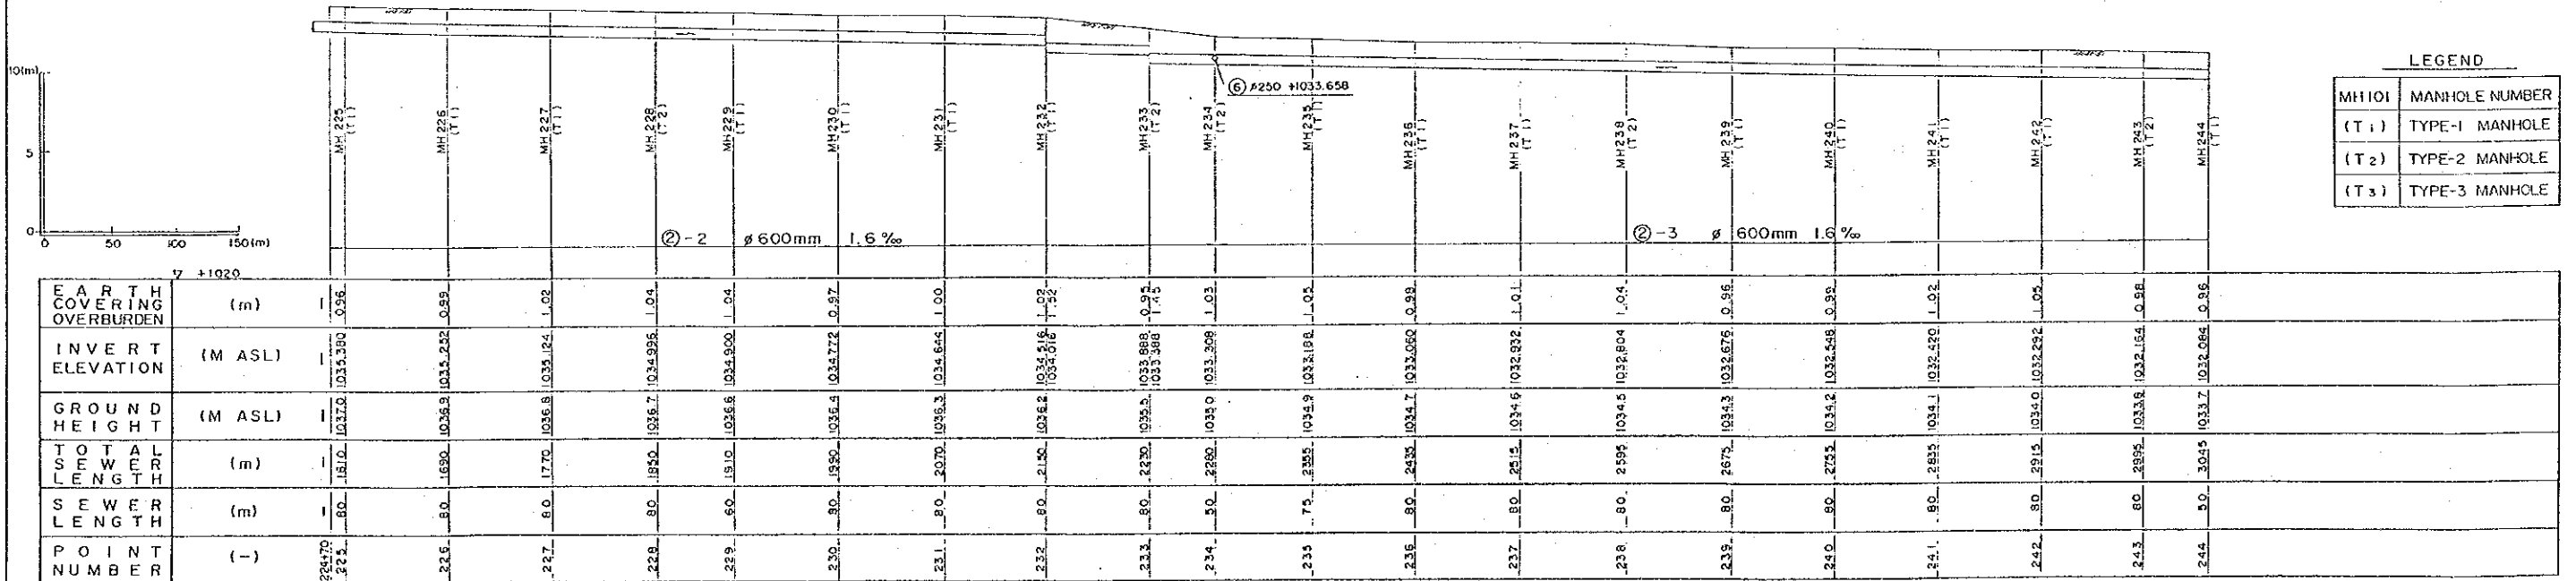 10(m)
5
0
0 50 100 150(m)
▽ +1020
MH 225 (T1)
MH 226 (T1)
MH 227 (T1)
MH 228 (T2)
MH 229 (T1)
MH 230 (T1)
MH 231 (T1)
MH 232 (T1)
MH 233 (T2)
MH 234 (T2)
MH 235 (T1)
MH 236 (T1)
MH 237 (T1)
MH 238 (T2)
MH 239 (T1)
MH 240 (T1)
MH 241 (T1)
MH 242 (T1)
MH 243 (T2)
MH 244 (T1)
⑥ ø250 +1033.658
②-2 ø600mm 1.6‰
②-3 ø 600mm 1.6‰
LEGEND
MH101 MANHOLE NUMBER
(T1) TYPE-1 MANHOLE
(T2) TYPE-2 MANHOLE
(T3) TYPE-3 MANHOLE
EARTH COVERING OVERBURDEN (m) 0.96 0.99 1.02 1.04 1.04 0.97 1.00 1.02 1.52 0.95 1.45 1.03 1.05 0.98 1.01 1.04 0.96 0.99 1.02 1.05 0.98 0.96
INVERT ELEVATION (M ASL) 1035.380 1035.252 1035.124 1034.996 1034.900 1034.772 1034.644 1034.516 1034.016 1033.888 1033.388 1033.308 1033.188 1033.060 1032.932 1032.804 1032.676 1032.548 1032.420 1032.292 1032.164 1032.084
GROUND HEIGHT (M ASL) 1037.0 1036.9 1036.8 1036.7 1036.6 1036.4 1036.3 1036.2 1035.5 1035.0 1034.9 1034.7 1034.6 1034.5 1034.3 1034.2 1034.1 1034.0 1033.8 1033.7
TOTAL SEWER LENGTH (m) 1610 1690 1770 1850 1910 1990 2070 2150 2230 2280 2355 2435 2515 2595 2675 2755 2835 2915 2995 3045
SEWER LENGTH (m) 80 80 80 80 60 80 80 80 80 50 75 80 80 80 80 80 80 80 80 50
POINT NUMBER (-) 224+70 225 226 227 228 229 230 231 232 233 234 235 236 237 238 239 240 241 242 243 244